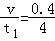 v/t₁ = 0.4/4